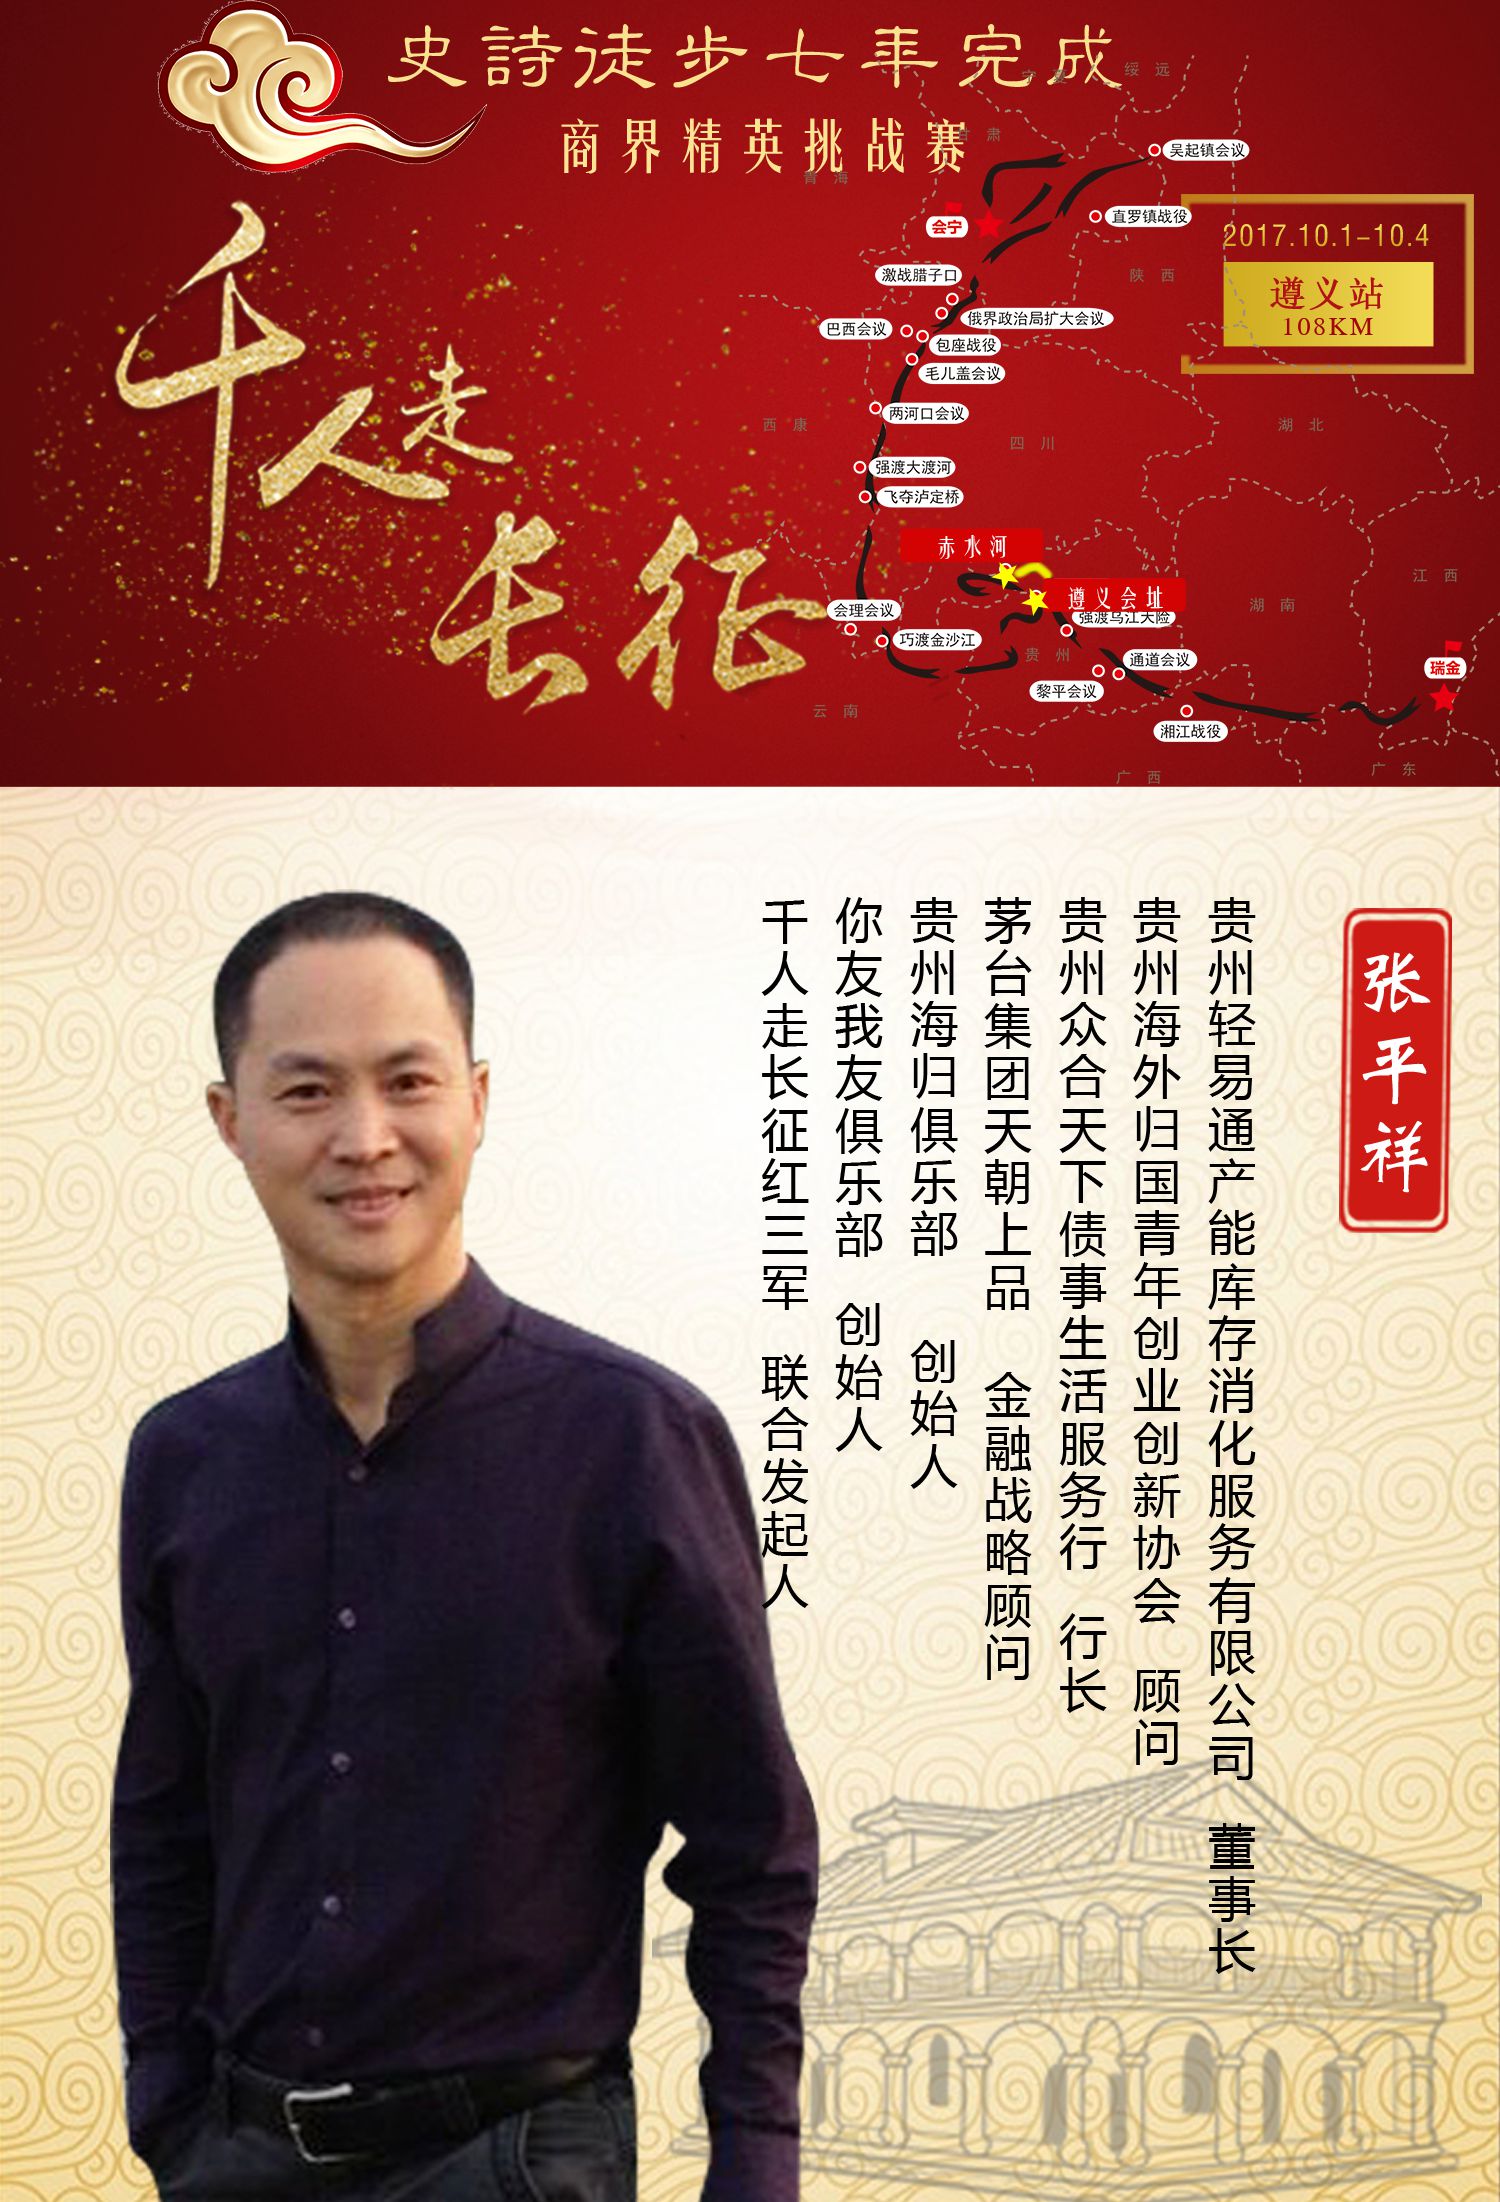 史詩徒步七年完成
商界精英挑战赛
千人走
长征
2017.10.1-10.4
遵义站
108KM
宁夏
绥远
甘肃
青海
吴起镇会议
直罗镇战役
会宁
陕西
激战腊子口
俄界政治局扩大会议
巴西会议
包座战役
毛儿盖会议
两河口会议
西康
四川
湖北
强渡大渡河
飞夺泸定桥
赤水河
遵义会址
江西
湖南
会理会议
强渡乌江天险
巧渡金沙江
贵州
通道会议
黎平会议
瑞金
云南
湘江战役
广西
广东
张平祥
贵州轻易通产能库存消化服务有限公司 董事长
贵州海外归国青年创业创新协会 顾问
贵州众合天下债事生活服务行 行长
茅台集团天朝上品 金融战略顾问
贵州海归俱乐部 创始人
你友我友俱乐部 创始人
千人走长征红三军 联合发起人